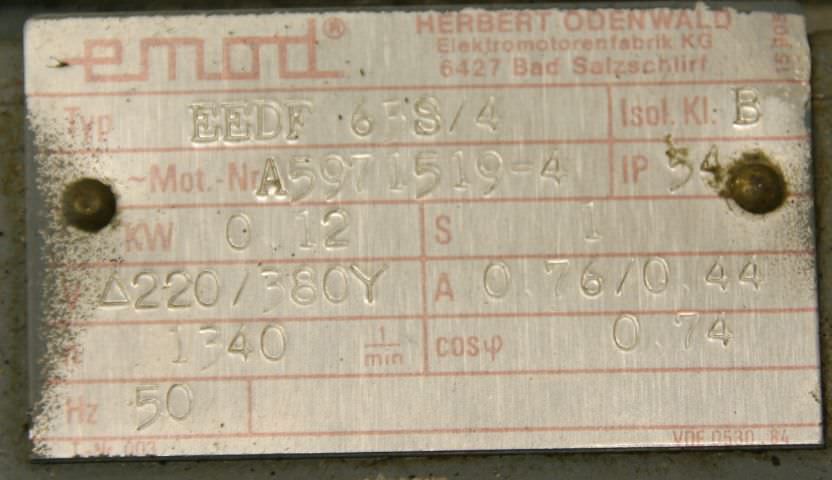 emod® HERBERT ODENWALD
Elektromotorenfabrik KG
6427 Bad Salzschlirf
Typ EEDF 63S/4 Isol. Kl: B
~Mot.-Nr A5971519-4 IP 54
KW 0.12 S 1
V Δ220/380Y A 0.76/0.44
n 1340 1/min cosφ 0.74
Hz 50
VDE 0530 84